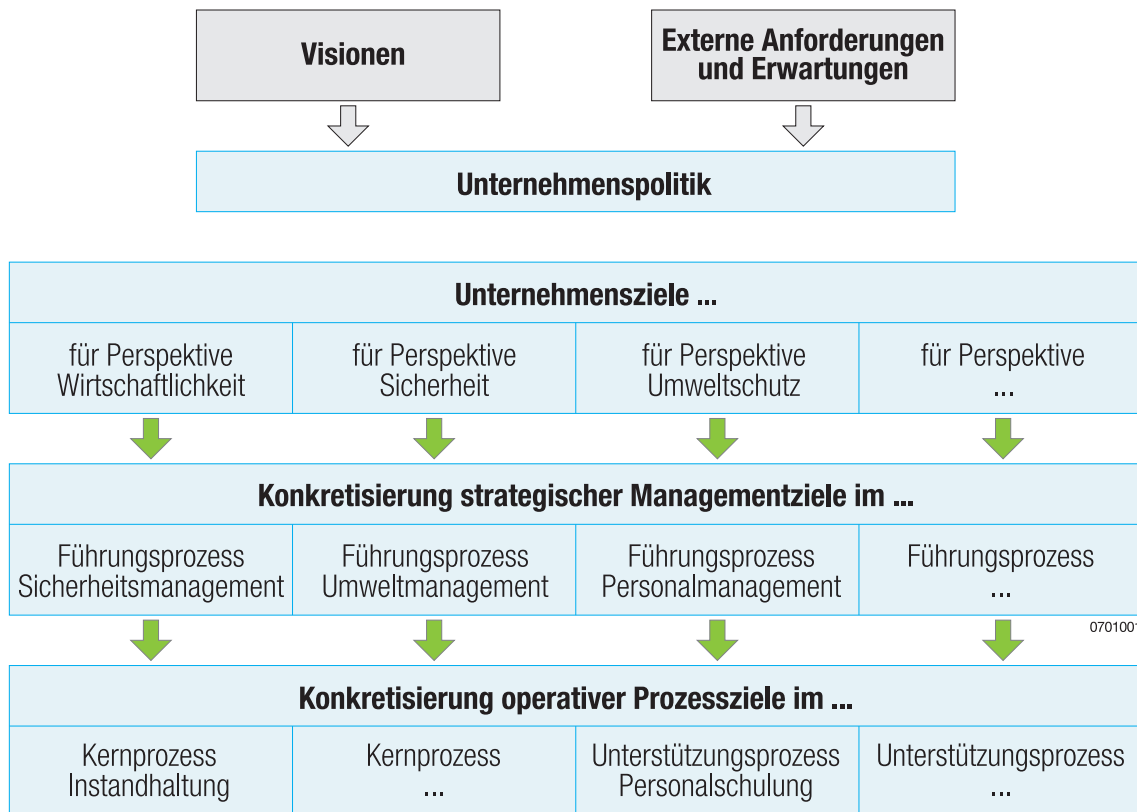 Visionen
Externe Anforderungen
und Erwartungen
Unternehmenspolitik
Unternehmensziele ...
für Perspektive
Wirtschaftlichkeit
für Perspektive
Sicherheit
für Perspektive
Umweltschutz
für Perspektive
...
Konkretisierung strategischer Managementziele im ...
Führungsprozess
Sicherheitsmanagement
Führungsprozess
Umweltmanagement
Führungsprozess
Personalmanagement
Führungsprozess
...
0701001
Konkretisierung operativer Prozessziele im ...
Kernprozess
Instandhaltung
Kernprozess
...
Unterstützungsprozess
Personalschulung
Unterstützungsprozess
...